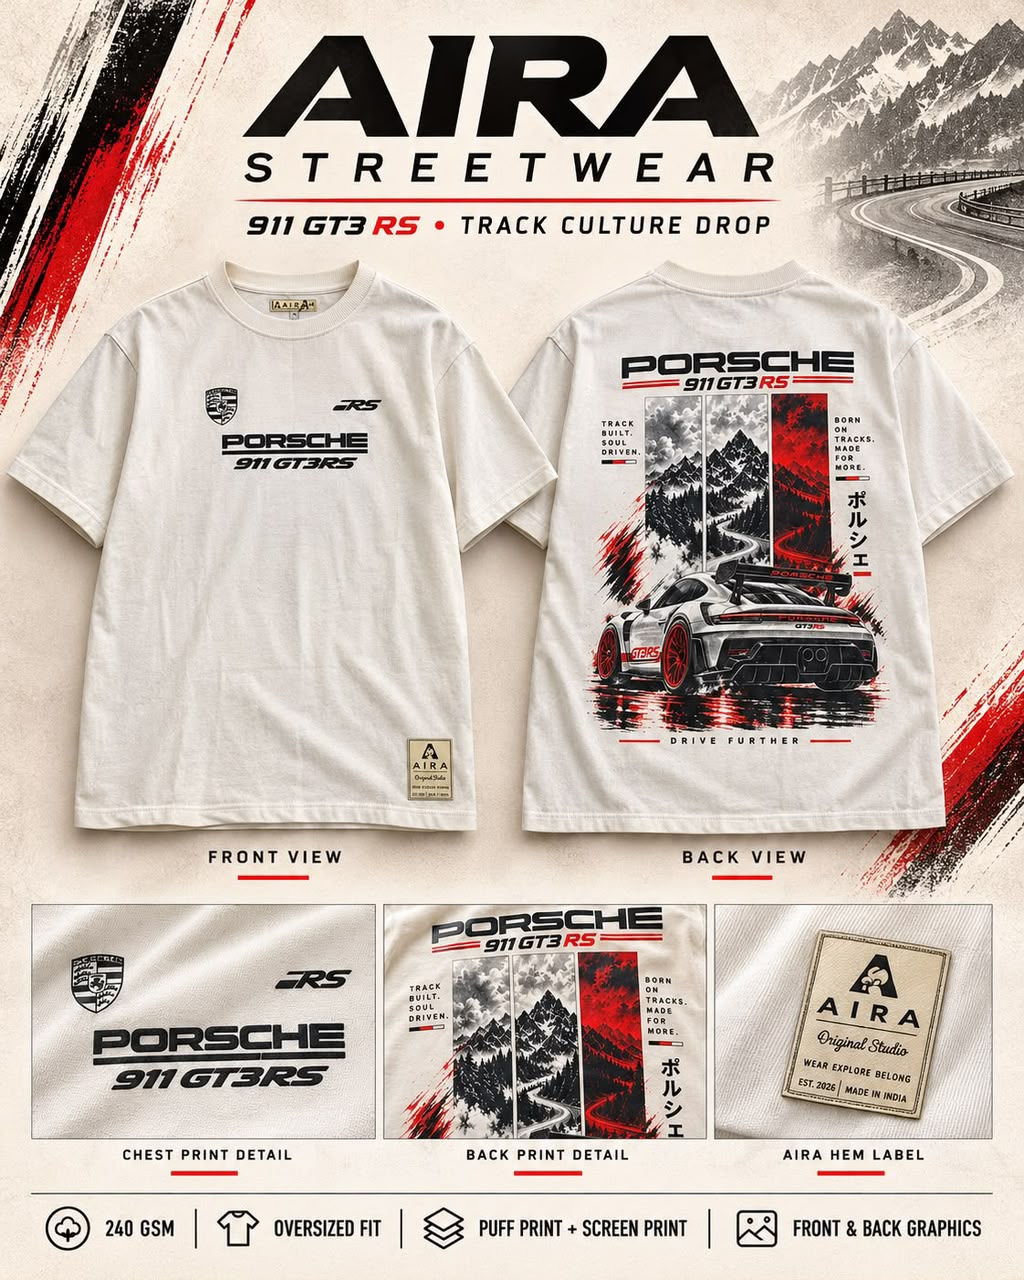 AIRA
STREETWEAR
911 GT3 RS • TRACK CULTURE DROP
AIRA
RS
PORSCHE
911 GT3RS
AIRA
Original Studio
PORSCHE
911 GT3 RS
TRACK
BUILT.
SOUL
DRIVEN.
BORN
ON
TRACKS.
MADE
FOR
MORE.
ポルシェ
PORSCHE
PORSCHE
GT3RS
GT3RS
DRIVE FURTHER
FRONT VIEW
BACK VIEW
RS
PORSCHE
911 GT3RS
PORSCHE
911 GT3 RS
TRACK
BUILT.
SOUL
DRIVEN.
BORN
ON
TRACKS.
MADE
FOR
MORE.
ポルシェ
AIRA
Original Studio
WEAR EXPLORE BELONG
EST. 2026 | MADE IN INDIA
CHEST PRINT DETAIL
BACK PRINT DETAIL
AIRA HEM LABEL
240 GSM
OVERSIZED FIT
PUFF PRINT + SCREEN PRINT
FRONT & BACK GRAPHICS